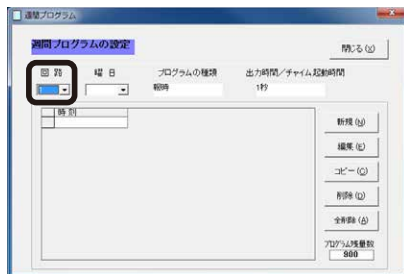 週間プログラム
週間プログラムの設定
閉じる(X)
回 路
曜 日
プログラムの種類
出力時間/チャイム起動時間
1
報時
1秒
時 刻
新規(N)
編集(E)
コピー(C)
削除(D)
全削除(A)
プログラム残量数
900